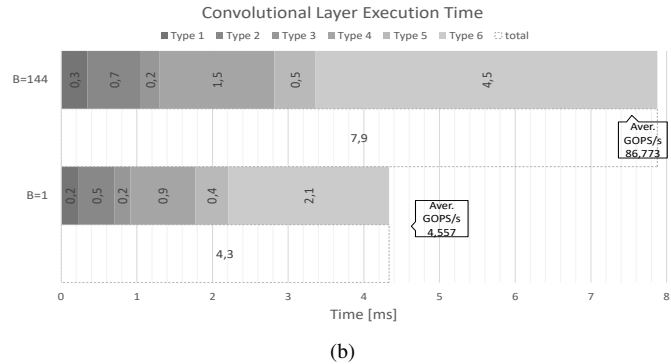 Convolutional Layer Execution Time
Type 1 Type 2 Type 3 Type 4 Type 5 Type 6 total
B=144
0,3 0,7 0,2 1,5 0,5 4,5
7,9
Aver.
GOPS/s
86,773
B=1
0,2 0,5 0,2 0,9 0,4 2,1
Aver.
GOPS/s
4,557
4,3
0 1 2 3 4 5 6 7 8
Time [ms]
(b)